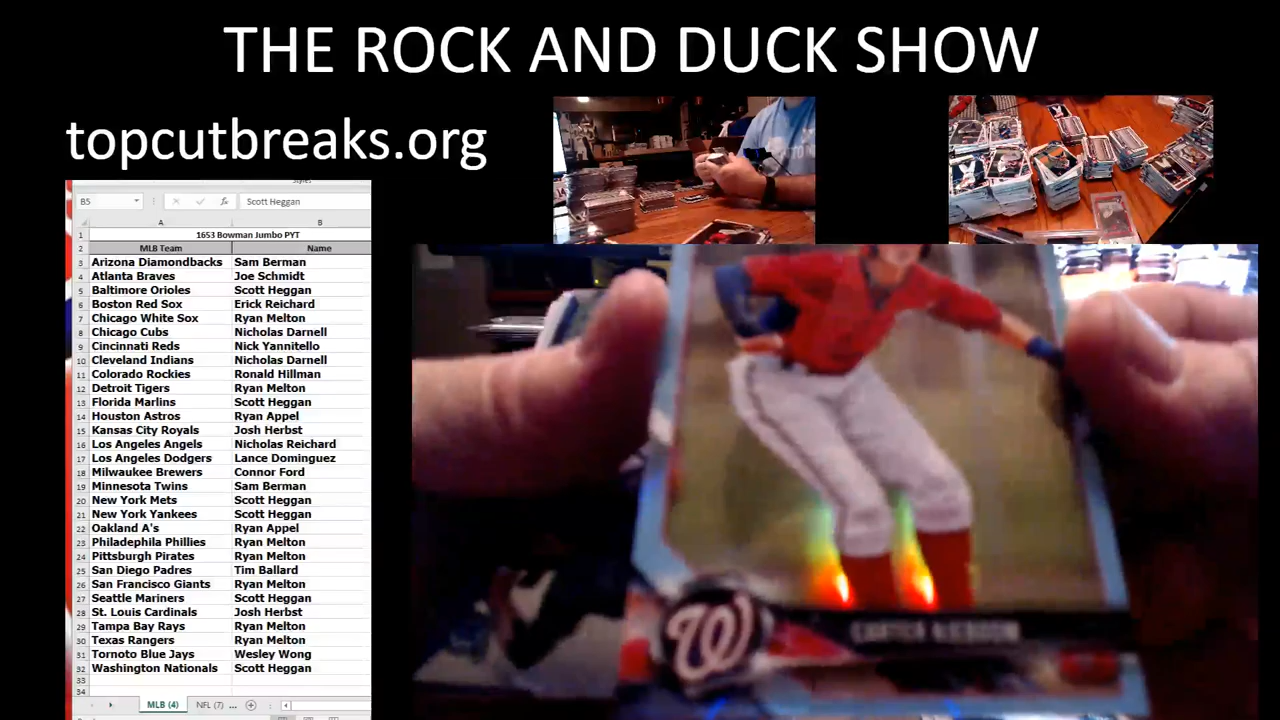 THE ROCK AND DUCK SHOW
topcutbreaks.org
B5 fx Scott Heggan
A B
1 1653 Bowman Jumbo PYT
2 MLB Team Name
3 Arizona Diamondbacks Sam Berman
4 Atlanta Braves Joe Schmidt
5 Baltimore Orioles Scott Heggan
6 Boston Red Sox Erick Reichard
7 Chicago White Sox Ryan Melton
8 Chicago Cubs Nicholas Darnell
9 Cincinnati Reds Nick Yannitello
10 Cleveland Indians Nicholas Darnell
11 Colorado Rockies Ronald Hillman
12 Detroit Tigers Ryan Melton
13 Florida Marlins Scott Heggan
14 Houston Astros Ryan Appel
15 Kansas City Royals Josh Herbst
16 Los Angeles Angels Nicholas Reichard
17 Los Angeles Dodgers Lance Dominguez
18 Milwaukee Brewers Connor Ford
19 Minnesota Twins Sam Berman
20 New York Mets Scott Heggan
21 New York Yankees Scott Heggan
22 Oakland A's Ryan Appel
23 Philadephila Phillies Ryan Melton
24 Pittsburgh Pirates Ryan Melton
25 San Diego Padres Tim Ballard
26 San Francisco Giants Ryan Melton
27 Seattle Mariners Scott Heggan
28 St. Louis Cardinals Josh Herbst
29 Tampa Bay Rays Ryan Melton
30 Texas Rangers Ryan Melton
31 Tornoto Blue Jays Wesley Wong
32 Washington Nationals Scott Heggan
33
34
MLB (4) NFL (7) ...
W